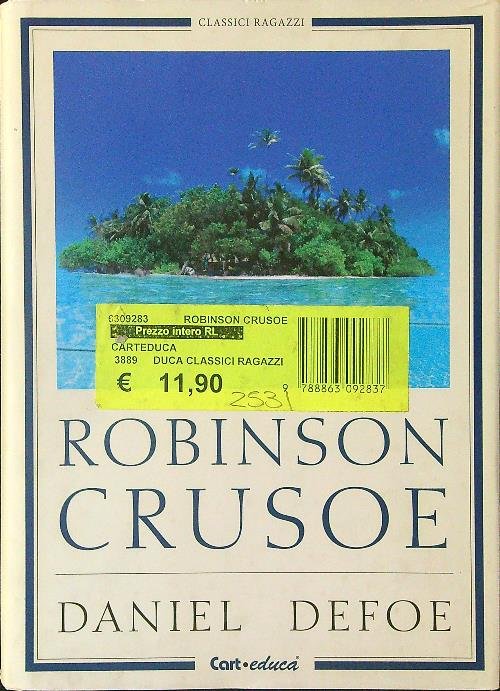 CLASSICI RAGAZZI
6309283 ROBINSON CRUSOE
Prezzo intero RL
CARTEDUCA
3889 DUCA CLASSICI RAGAZZI
€ 11,90
9 788863 092837
2531
ROBINSON
CRUSOE
DANIEL DEFOE
Cart·educa®